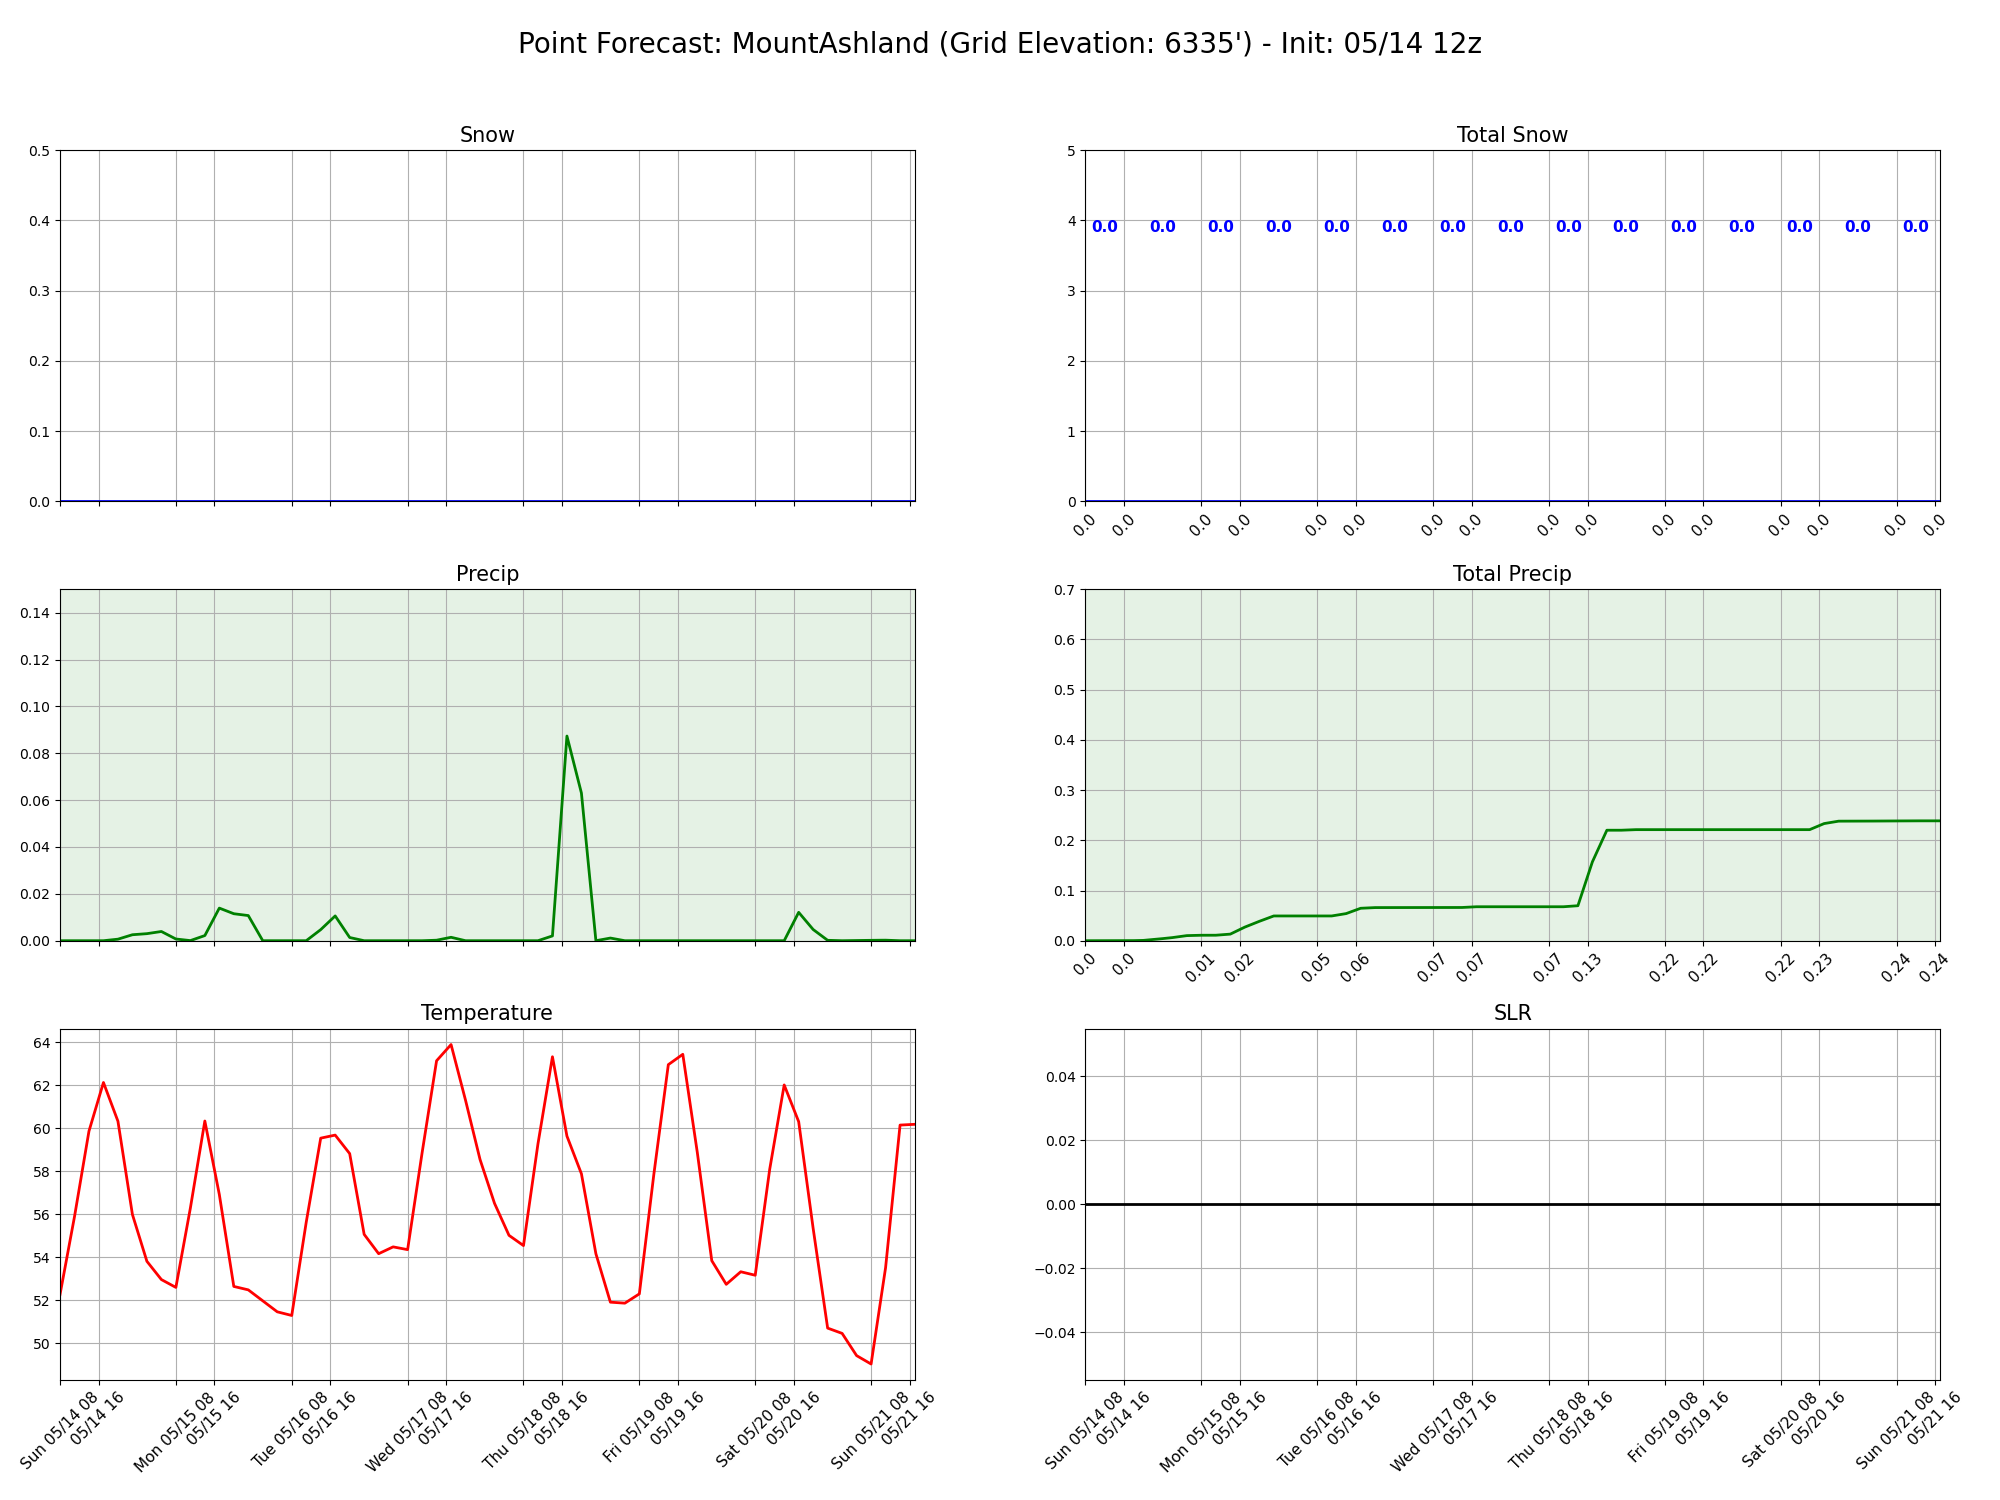 Point Forecast: MountAshland (Grid Elevation: 6335') - Init: 05/14 12z
Snow
0.5
0.4
0.3
0.2
0.1
0.0
Total Snow
5
4
3
2
1
0
0.0 0.0 0.0 0.0 0.0 0.0 0.0 0.0 0.0 0.0 0.0 0.0 0.0 0.0 0.0
0.0 0.0 0.0 0.0 0.0 0.0 0.0 0.0 0.0 0.0 0.0 0.0 0.0 0.0 0.0 0.0
Precip
0.14
0.12
0.10
0.08
0.06
0.04
0.02
0.00
Total Precip
0.7
0.6
0.5
0.4
0.3
0.2
0.1
0.0
0.0 0.0 0.01 0.02 0.05 0.06 0.07 0.07 0.07 0.13 0.22 0.22 0.22 0.23 0.24 0.24
Temperature
64
62
60
58
56
54
52
50
Sun 05/14 08
05/14 16
Mon 05/15 08
05/15 16
Tue 05/16 08
05/16 16
Wed 05/17 08
05/17 16
Thu 05/18 08
05/18 16
Fri 05/19 08
05/19 16
Sat 05/20 08
05/20 16
Sun 05/21 08
05/21 16
SLR
0.04
0.02
0.00
−0.02
−0.04
Sun 05/14 08
05/14 16
Mon 05/15 08
05/15 16
Tue 05/16 08
05/16 16
Wed 05/17 08
05/17 16
Thu 05/18 08
05/18 16
Fri 05/19 08
05/19 16
Sat 05/20 08
05/20 16
Sun 05/21 08
05/21 16